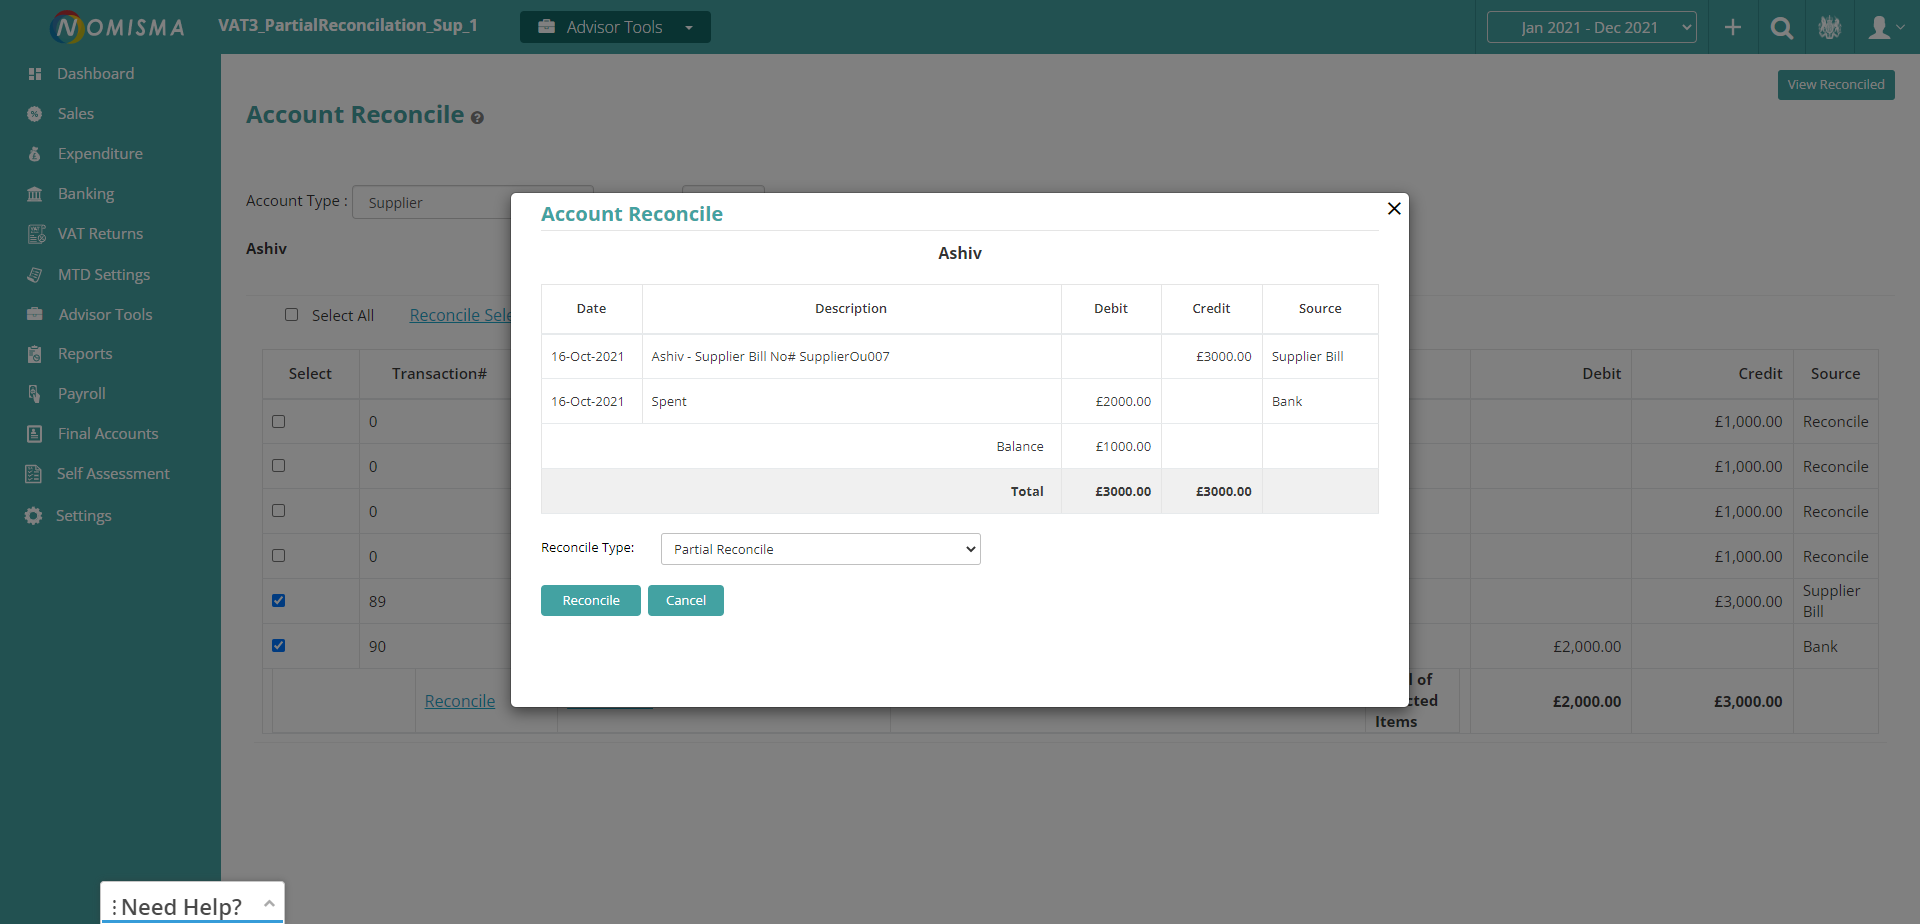 NOMISMA
VAT3_PartialReconcilation_Sup_1
Advisor Tools
Jan 2021 - Dec 2021
Dashboard
Sales
Expenditure
Banking
VAT Returns
MTD Settings
Advisor Tools
Reports
Payroll
Final Accounts
Self Assessment
Settings
View Reconciled
Account Reconcile
Account Type :
Supplier
Ashiv
Select All
Reconcile Sele
Select Transaction# Debit Credit Source
0 £1,000.00 Reconcile
0 £1,000.00 Reconcile
0 £1,000.00 Reconcile
0 £1,000.00 Reconcile
89 £3,000.00 Supplier
Bill
90 £2,000.00 Bank
Reconcile
l of
cted
Items
£2,000.00 £3,000.00
Account Reconcile
Ashiv
Date Description Debit Credit Source
16-Oct-2021 Ashiv - Supplier Bill No# SupplierOu007 £3000.00 Supplier Bill
16-Oct-2021 Spent £2000.00 Bank
Balance £1000.00
Total £3000.00 £3000.00
Reconcile Type: Partial Reconcile
Reconcile Cancel
Need Help?